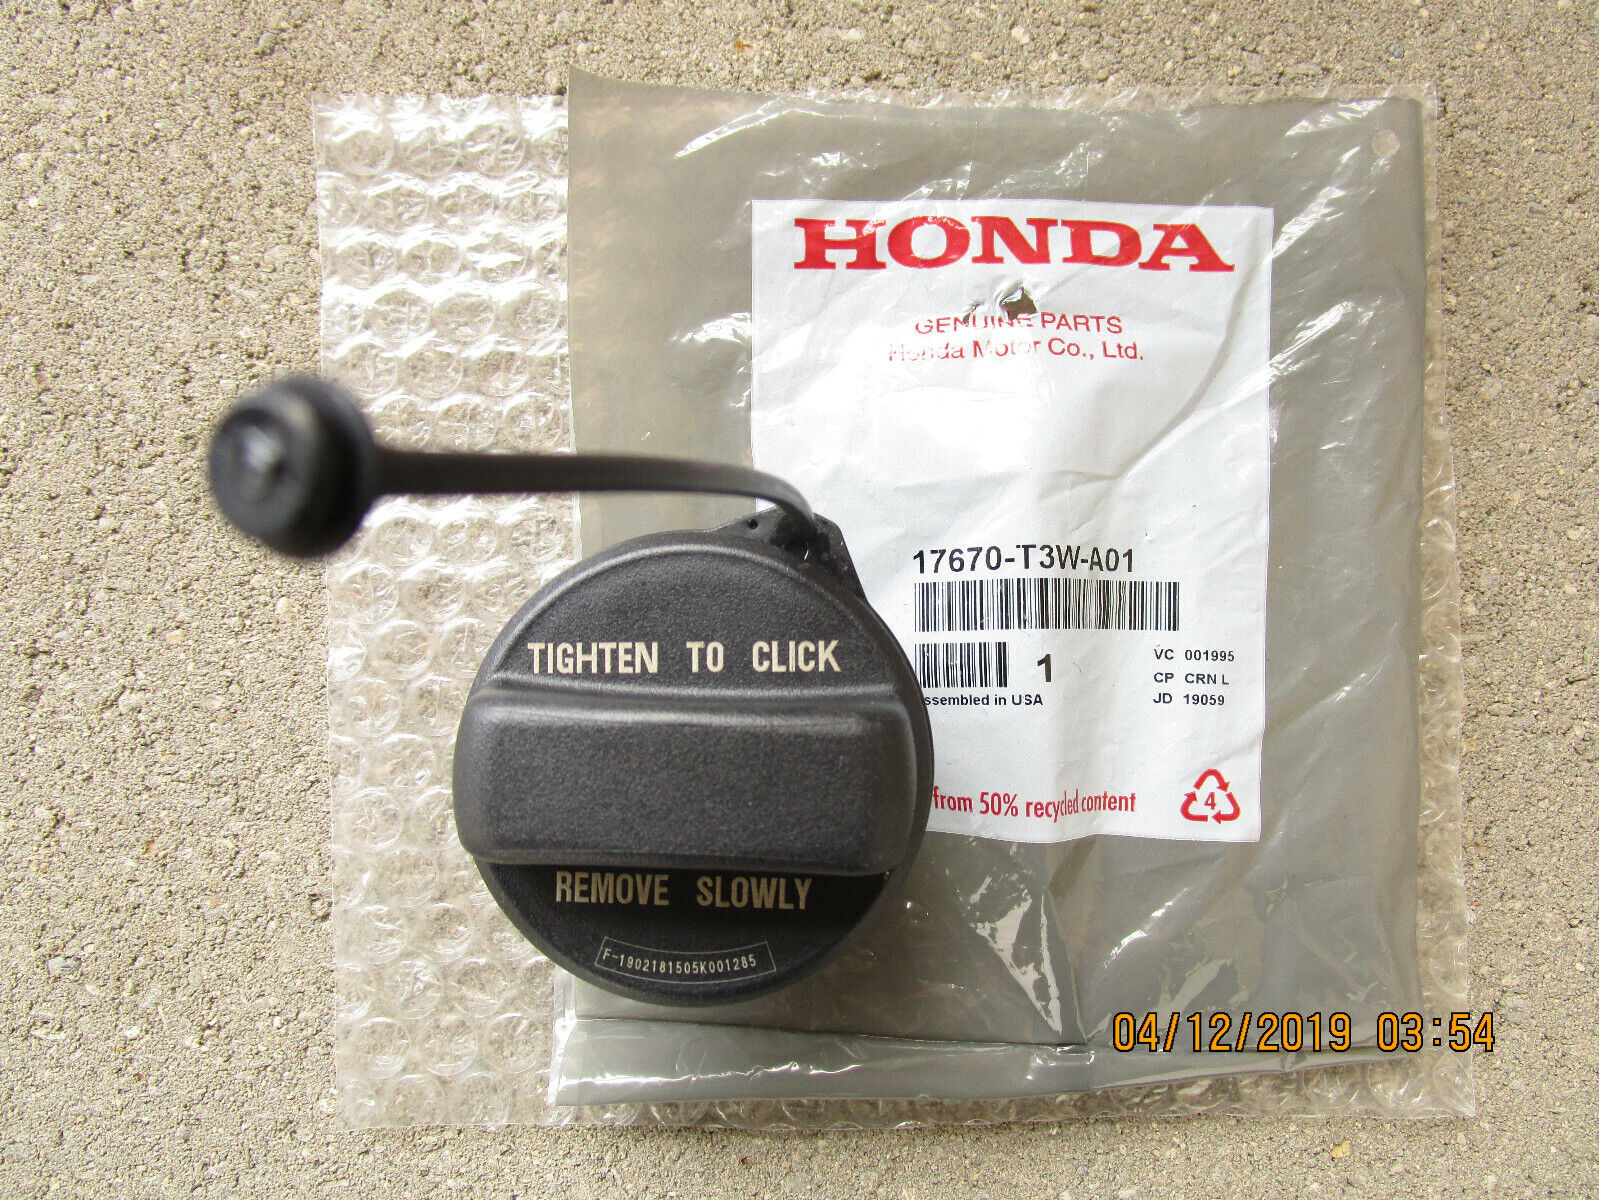 HONDA
GENUINE PARTS
Honda Motor Co., Ltd.
17670-T3W-A01
1
VC 001995
CP CRN L
JD 19059
ssembled in USA
from 50% recycled content
4
TIGHTEN TO CLICK
REMOVE SLOWLY
F-1902181505K001285
04/12/2019 03:54